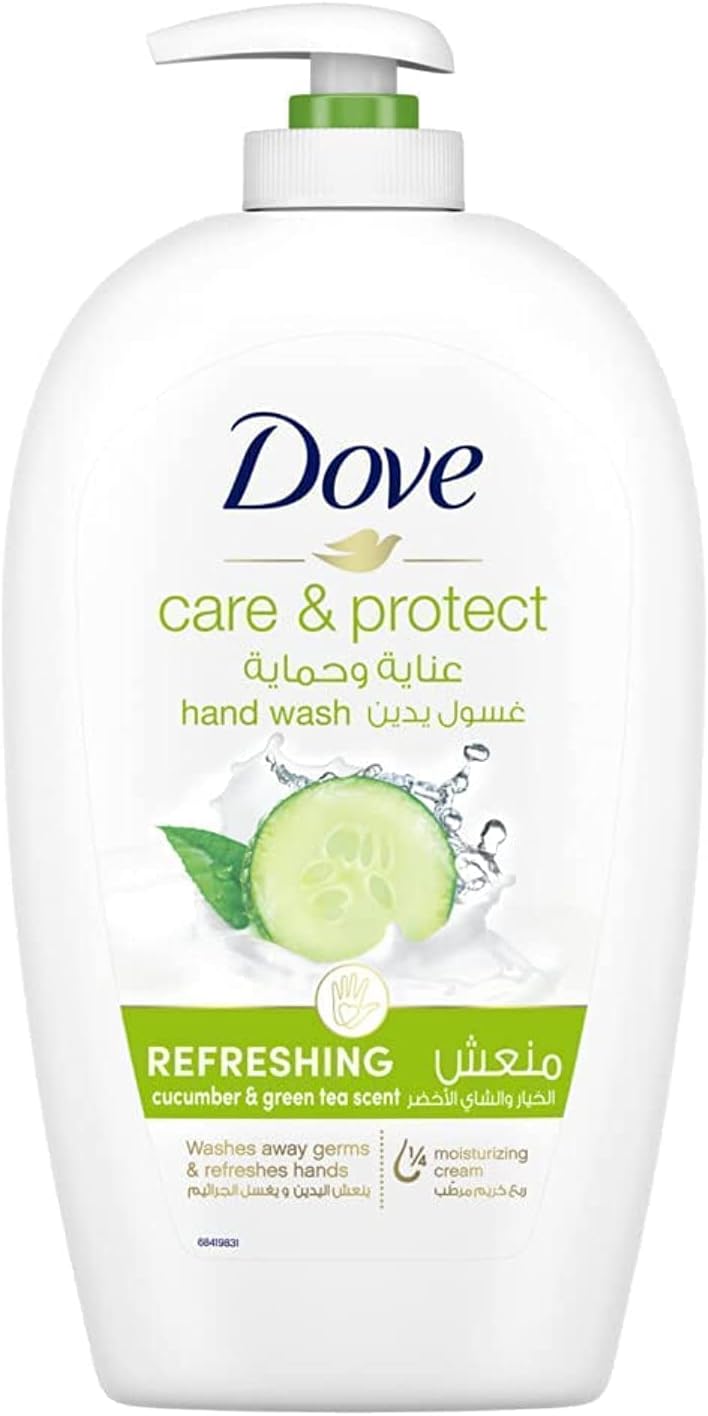 Dove
care & protect
عناية وحماية
hand wash غسول يدين
REFRESHING منعش
cucumber & green tea scent الخيار والشاي الأخضر
Washes away germs
& refreshes hands
ينعش اليدين و يغسل الجراثيم
1/4 moisturizing
cream
ربع كريم مرطّب
68419831